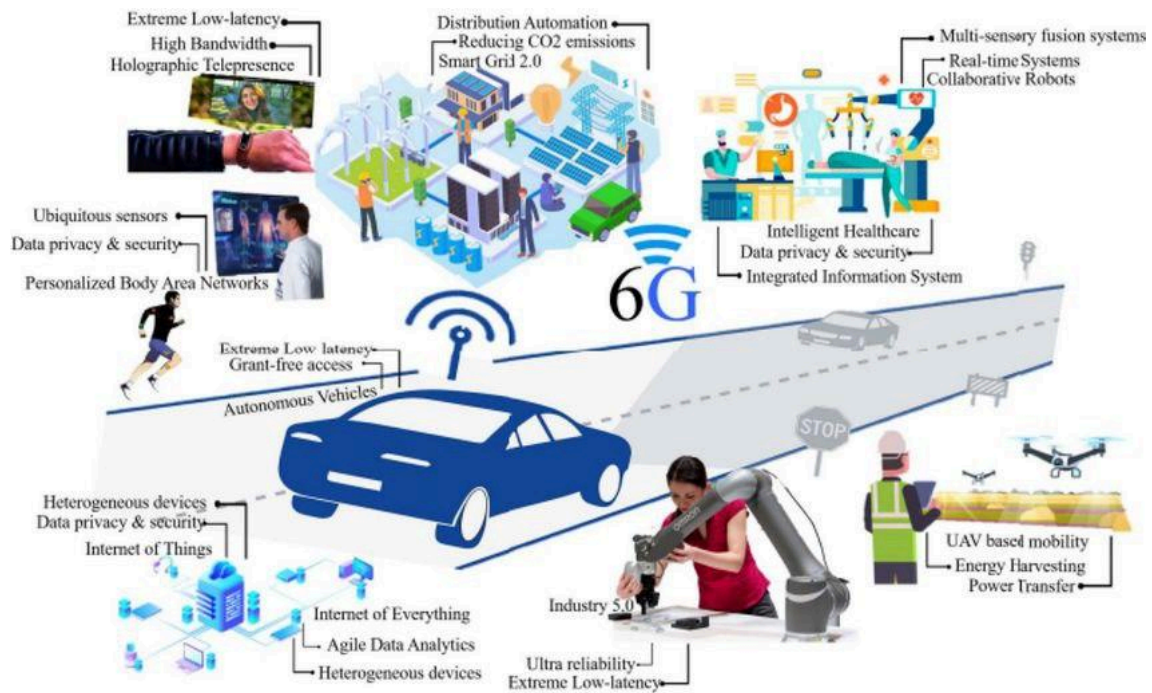 Extreme Low-latency
High Bandwidth
Holographic Telepresence
Distribution Automation
Reducing CO2 emissions
Smart Grid 2.0
Multi-sensory fusion systems
Real-time Systems
Collaborative Robots
Ubiquitous sensors
Data privacy & security
Personalized Body Area Networks
Intelligent Healthcare
Data privacy & security
Integrated Information System
6G
Extreme Low latency
Grant-free access
Autonomous Vehicles
STOP
Heterogeneous devices
Data privacy & security
Internet of Things
Internet of Everything
Agile Data Analytics
Heterogeneous devices
OMRON
Industry 5.0
Ultra reliability
Extreme Low-latency
UAV based mobility
Energy Harvesting
Power Transfer